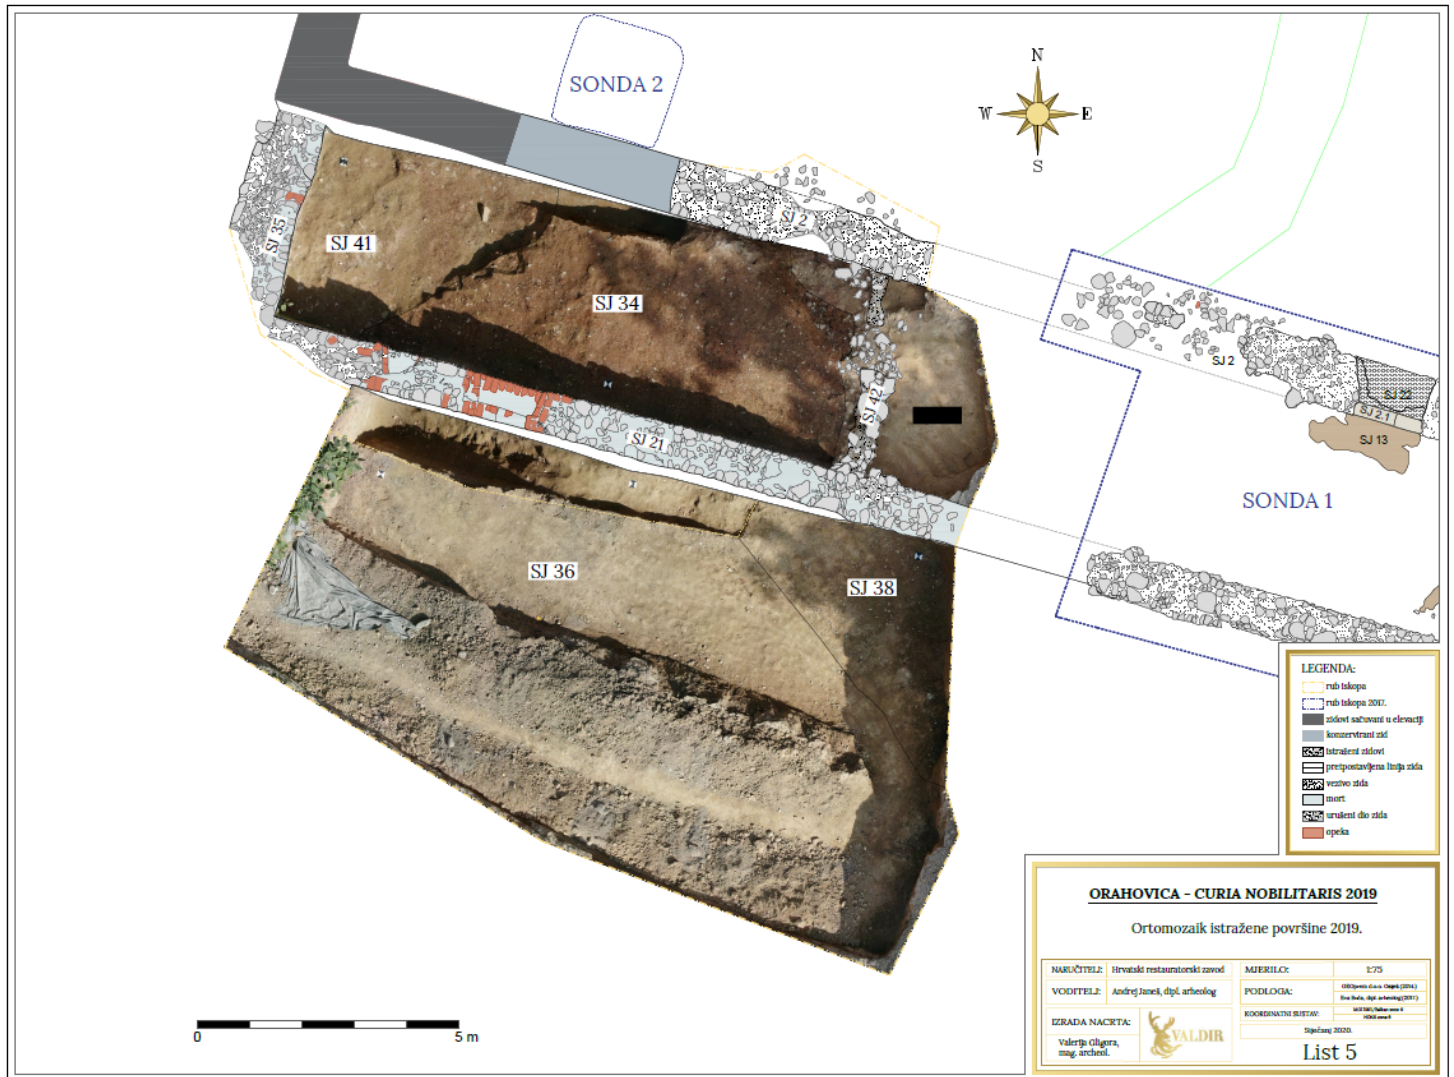 SONDA 2
N
W
E
S
SJ 35
SJ 41
SJ 2
SJ 34
SJ 42
SJ 21
SJ 2
SJ 22
SJ 2.1
SJ 13
SONDA 1
SJ 36
SJ 38
LEGENDA:
rub iskopa
rub iskopa 2017.
zidovi sačuvani u elevaciji
konzervirani zid
istraženi zidovi
pretpostavljena linija zida
vezivo zida
mort
urušeni dio zida
opeka
ORAHOVICA - CURIA NOBILITARIS 2019
Ortomozaik istražene površine 2019.
NARUČITELJ: Hrvatski restauratorski zavod
MJERILO: 1:75
VODITELJ: Andrej Janeš, dipl. arheolog
PODLOGA:
KOORDINATNI SUSTAV:
IZRADA NACRTA:
Valerija Gligora,
mag. archeol.
VALDIR
Siječanj 2020.
List 5
0 5 m